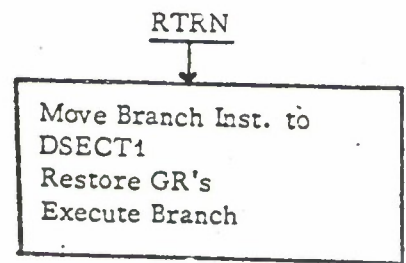 RTRN
Move Branch Inst. to
DSECT1
Restore GR's
Execute Branch